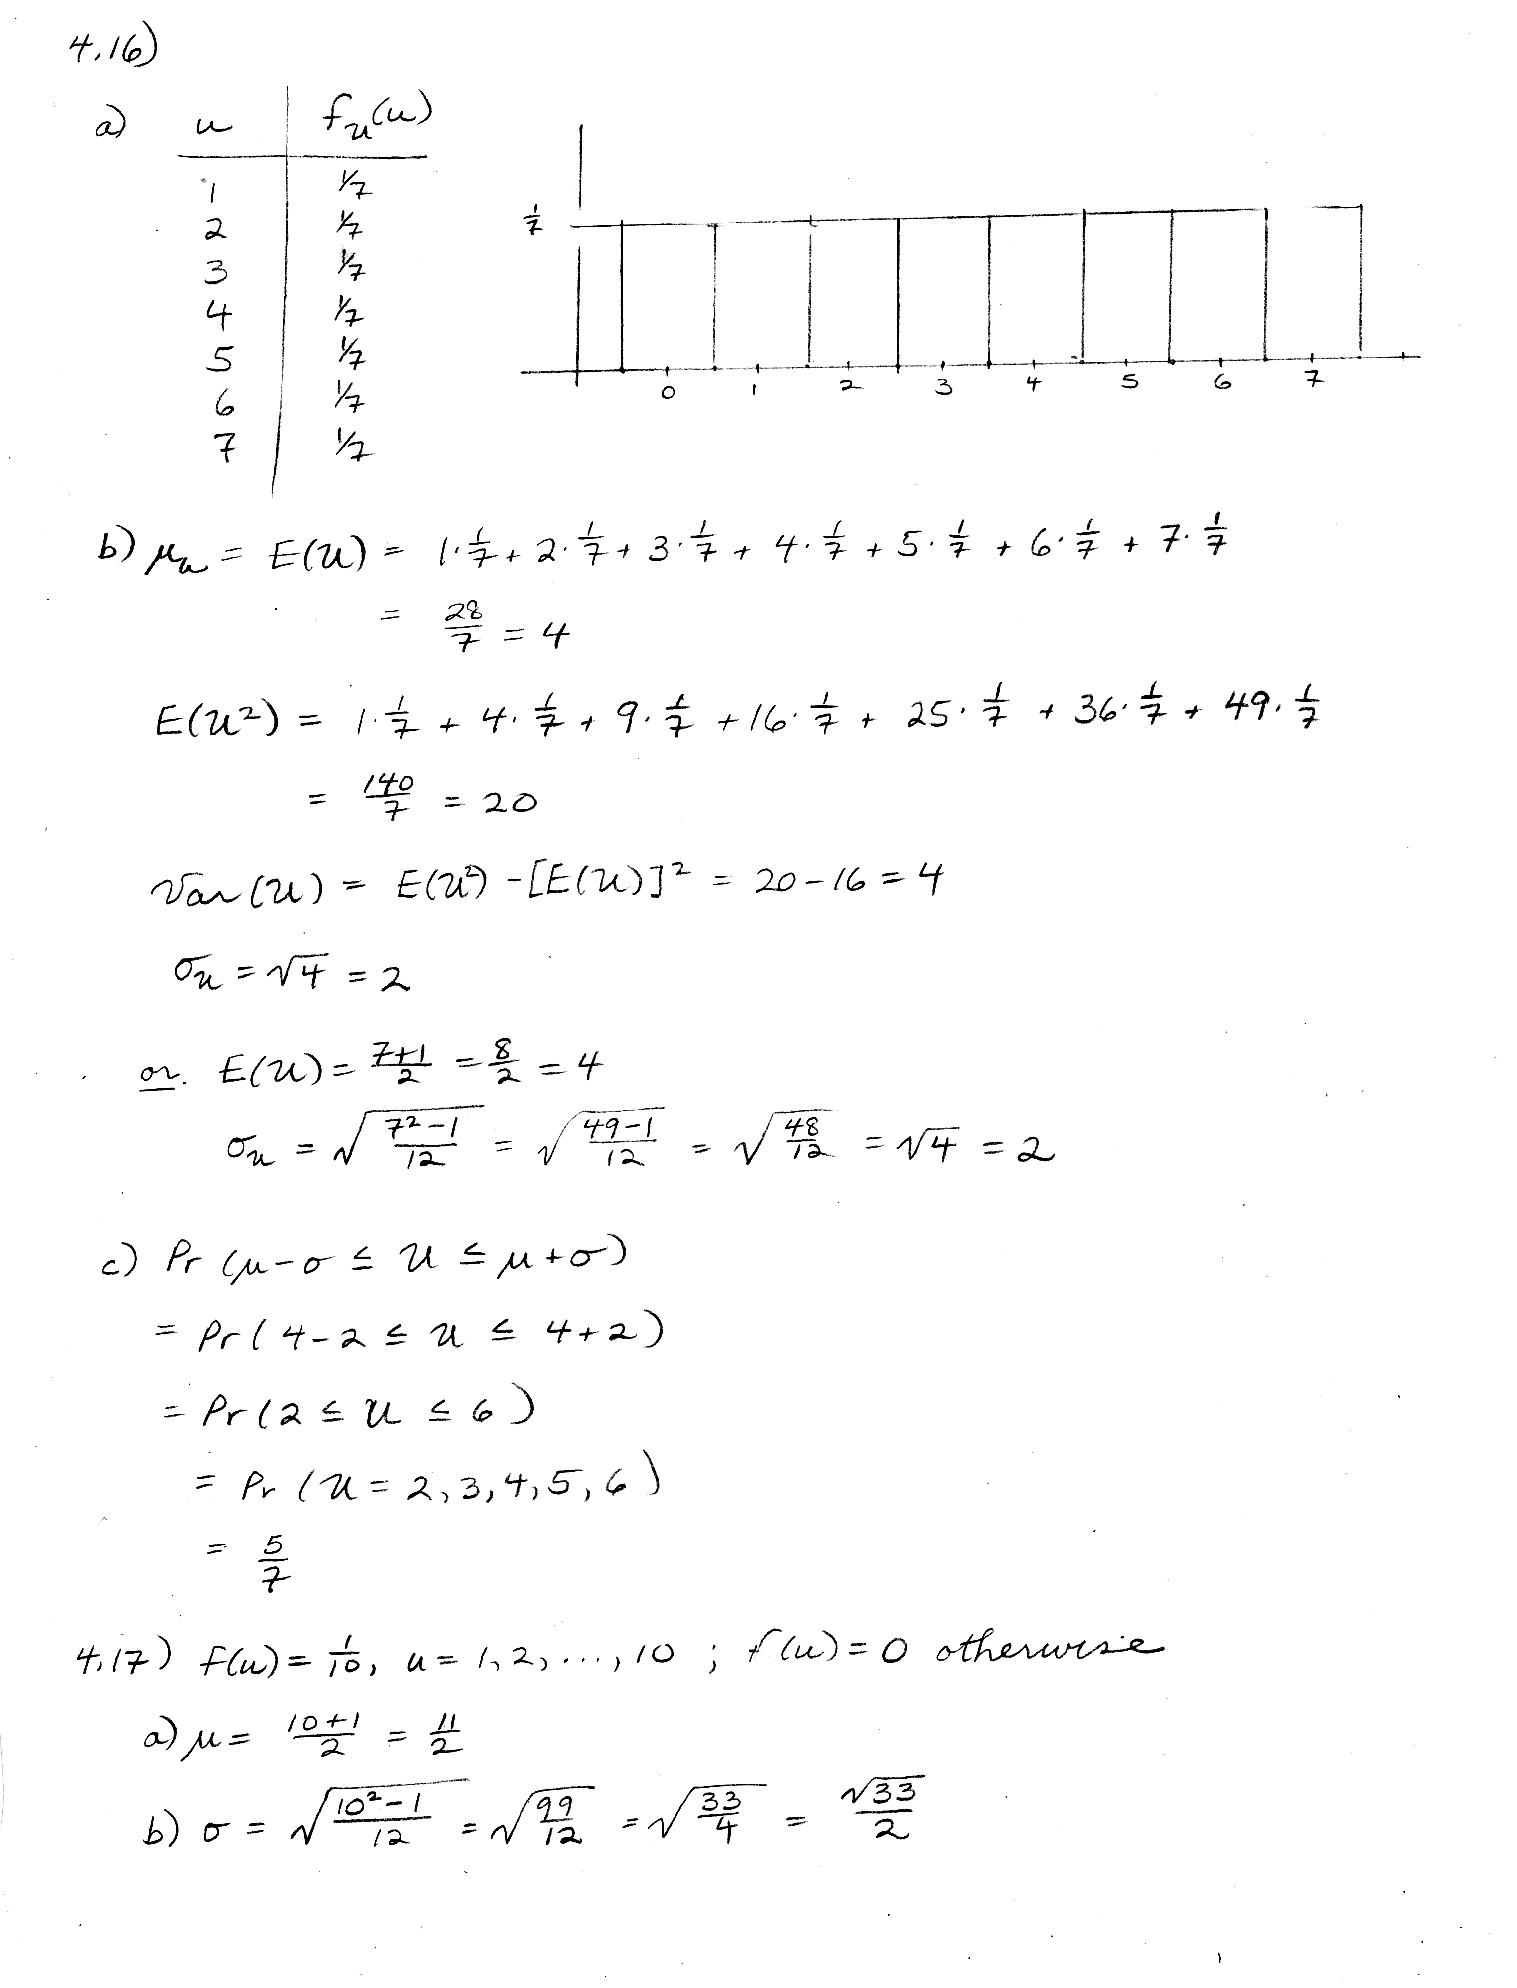 4.16)
a) u f_u(u)
1 1/7
2 1/7
3 1/7
4 1/7
5 1/7
6 1/7
7 1/7
1/7
0 1 2 3 4 5 6 7
b) μ_u = E(U) = 1·1/7 + 2·1/7 + 3·1/7 + 4·1/7 + 5·1/7 + 6·1/7 + 7·1/7
= 28/7 = 4
E(U²) = 1·1/7 + 4·1/7 + 9·1/7 + 16·1/7 + 25·1/7 + 36·1/7 + 49·1/7
= 140/7 = 20
Var(U) = E(U²) - [E(U)]² = 20 - 16 = 4
σ_u = √4 = 2
or. E(U) = (7+1)/2 = 8/2 = 4
σ_u = √((7²-1)/12) = √((49-1)/12) = √(48/12) = √4 = 2
c) Pr(μ-σ ≤ U ≤ μ+σ)
= Pr(4-2 ≤ U ≤ 4+2)
= Pr(2 ≤ U ≤ 6)
= Pr(U = 2,3,4,5,6)
= 5/7
4.17) f(u) = 1/10, u = 1,2,...,10 ; f(u) = 0 otherwise
a) μ = (10+1)/2 = 11/2
b) σ = √((10²-1)/12) = √(99/12) = √(33/4) = √33/2